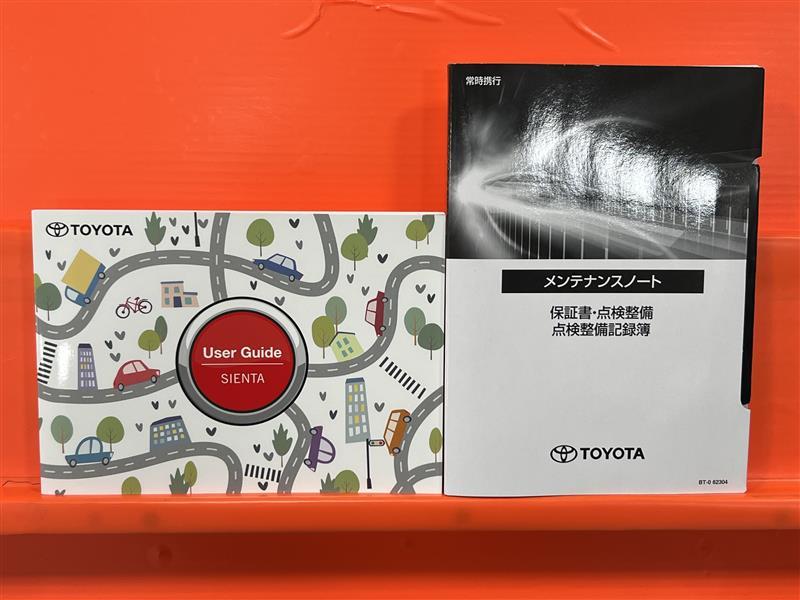 TOYOTA
User Guide
SIENTA
常時携行
メンテナンスノート
保証書・点検整備
点検整備記録簿
TOYOTA
BT-0 62304